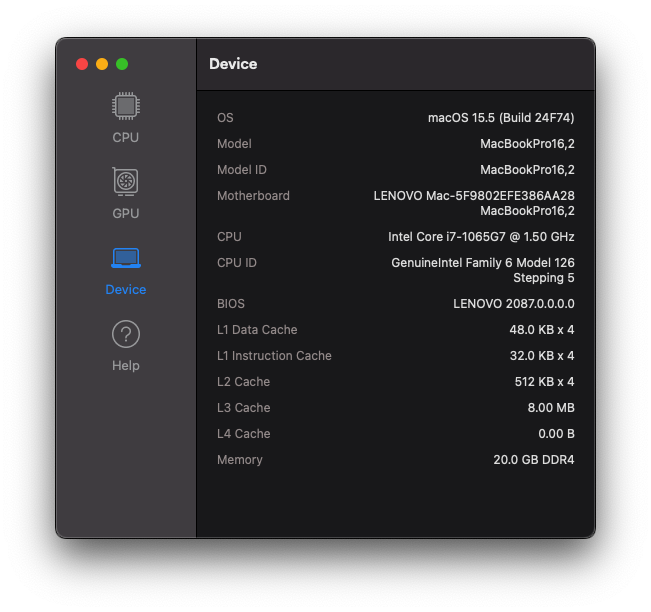 Device
CPU
GPU
Device
Help
OS macOS 15.5 (Build 24F74)
Model MacBookPro16,2
Model ID MacBookPro16,2
Motherboard LENOVO Mac-5F9802EFE386AA28
MacBookPro16,2
CPU Intel Core i7-1065G7 @ 1.50 GHz
CPU ID GenuineIntel Family 6 Model 126
Stepping 5
BIOS LENOVO 2087.0.0.0.0
L1 Data Cache 48.0 KB x 4
L1 Instruction Cache 32.0 KB x 4
L2 Cache 512 KB x 4
L3 Cache 8.00 MB
L4 Cache 0.00 B
Memory 20.0 GB DDR4